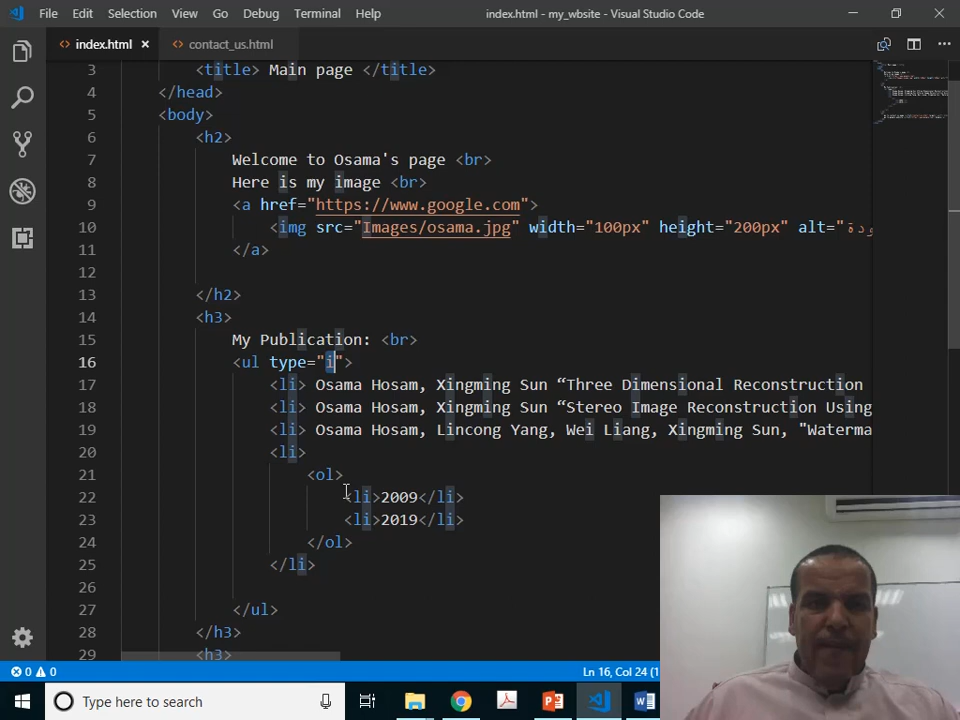 File Edit Selection View Go Debug Terminal Help index.html - my_wbsite - Visual Studio Code
index.html contact_us.html
3 <title> Main page </title>
4 </head>
5 <body>
6 <h2>
7 Welcome to Osama's page <br>
8 Here is my image <br>
9 <a href="https://www.google.com">
10 <img src="Images/osama.jpg" width="100px" height="200px" alt="ودة
11 </a>
12
13 </h2>
14 <h3>
15 My Publication: <br>
16 <ul type="i">
17 <li> Osama Hosam, Xingming Sun “Three Dimensional Reconstruction
18 <li> Osama Hosam, Xingming Sun “Stereo Image Reconstruction Using
19 <li> Osama Hosam, Lincong Yang, Wei Liang, Xingming Sun, "Waterma
20 <li>
21 <ol>
22 <li>2009</li>
23 <li>2019</li>
24 </ol>
25 </li>
26
27 </ul>
28 </h3>
29 <h3>
0 0 Ln 16, Col 24 (1
Type here to search